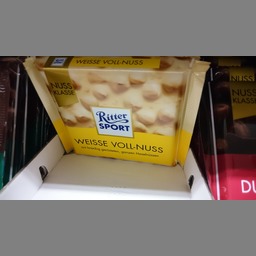 WEISSE VOLL-NUSS
NUSS
KLASSE
Ritter
SPORT
WEISSE VOLL-NUSS
NUSS
KLASSE
DU